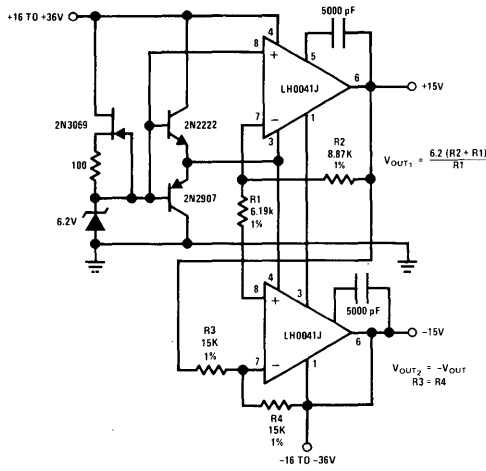 +16 TO +36V
5000 pF
4
5
8
+
6
LH0041J
+15V
2N3069
2N2222
7
−
3
1
100
R2
8.87K
1%
V_OUT1 = 6.2 (R2 + R1)
R1
2N2907
6.2V
R1
6.19k
1%
4
3
8
+
5000 pF
LH0041J
6
−15V
R3
15K
1%
7
−
1
V_OUT2 = −V_OUT
R3 = R4
R4
15K
1%
−16 TO −36V